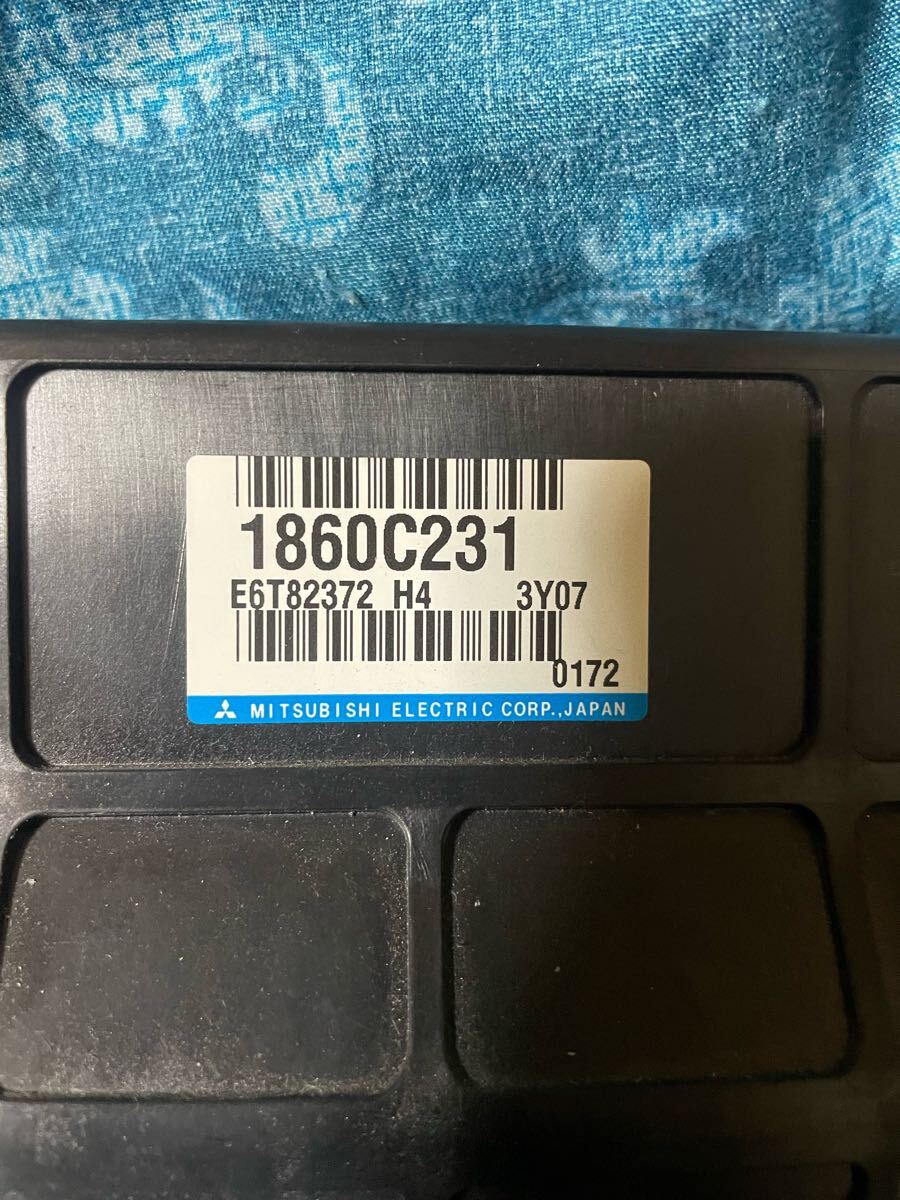 1860C231
E6T82372 H4 3Y07
0172
MITSUBISHI ELECTRIC CORP.,JAPAN